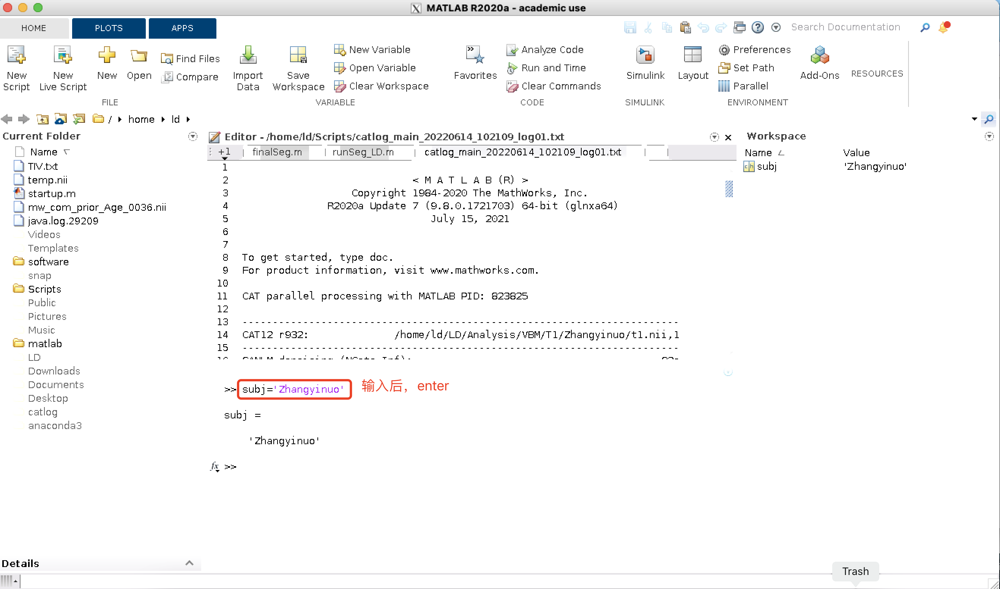 MATLAB R2020a - academic use
HOME PLOTS APPS Search Documentation
New Script
New Live Script
New
Open
Find Files
Compare
Import Data
Save Workspace
New Variable
Open Variable
Clear Workspace
Favorites
Analyze Code
Run and Time
Clear Commands
Simulink
Layout
Preferences
Set Path
Parallel
Add-Ons
RESOURCES
FILE VARIABLE CODE SIMULINK ENVIRONMENT
/ home ld
Current Folder
Name
TIV.txt
temp.nii
startup.m
mw_com_prior_Age_0036.nii
java.log.29209
Videos
Templates
software
snap
Scripts
Public
Pictures
Music
matlab
LD
Downloads
Documents
Desktop
catlog
anaconda3
Details
Editor - /home/ld/Scripts/catlog_main_20220614_102109_log01.txt
+1 finalSeg.m runSeg_LD.m catlog_main_20220614_102109_log01.txt
1
2 < M A T L A B (R) >
3 Copyright 1984-2020 The MathWorks, Inc.
4 R2020a Update 7 (9.8.0.1721703) 64-bit (glnxa64)
5 July 15, 2021
6
7
8 To get started, type doc.
9 For product information, visit www.mathworks.com.
10
11 CAT parallel processing with MATLAB PID: 823825
12
13 ------------------------------------------------------------------------
14 CAT12 r932: /home/ld/LD/Analysis/VBM/T1/Zhangyinuo/t1.nii,1
15 ------------------------------------------------------------------------
>> subj='Zhangyinuo' 输入后，enter
subj =
'Zhangyinuo'
fx >>
Workspace
Name Value
subj 'Zhangyinuo'
Trash